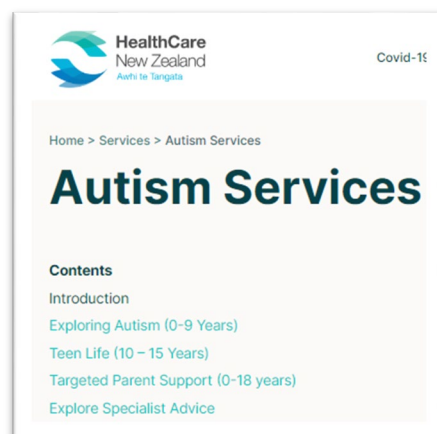 HealthCare
New Zealand
Awhi te Tangata
Covid-19
Home > Services > Autism Services
Autism Services
Contents
Introduction
Exploring Autism (0-9 Years)
Teen Life (10 – 15 Years)
Targeted Parent Support (0-18 years)
Explore Specialist Advice